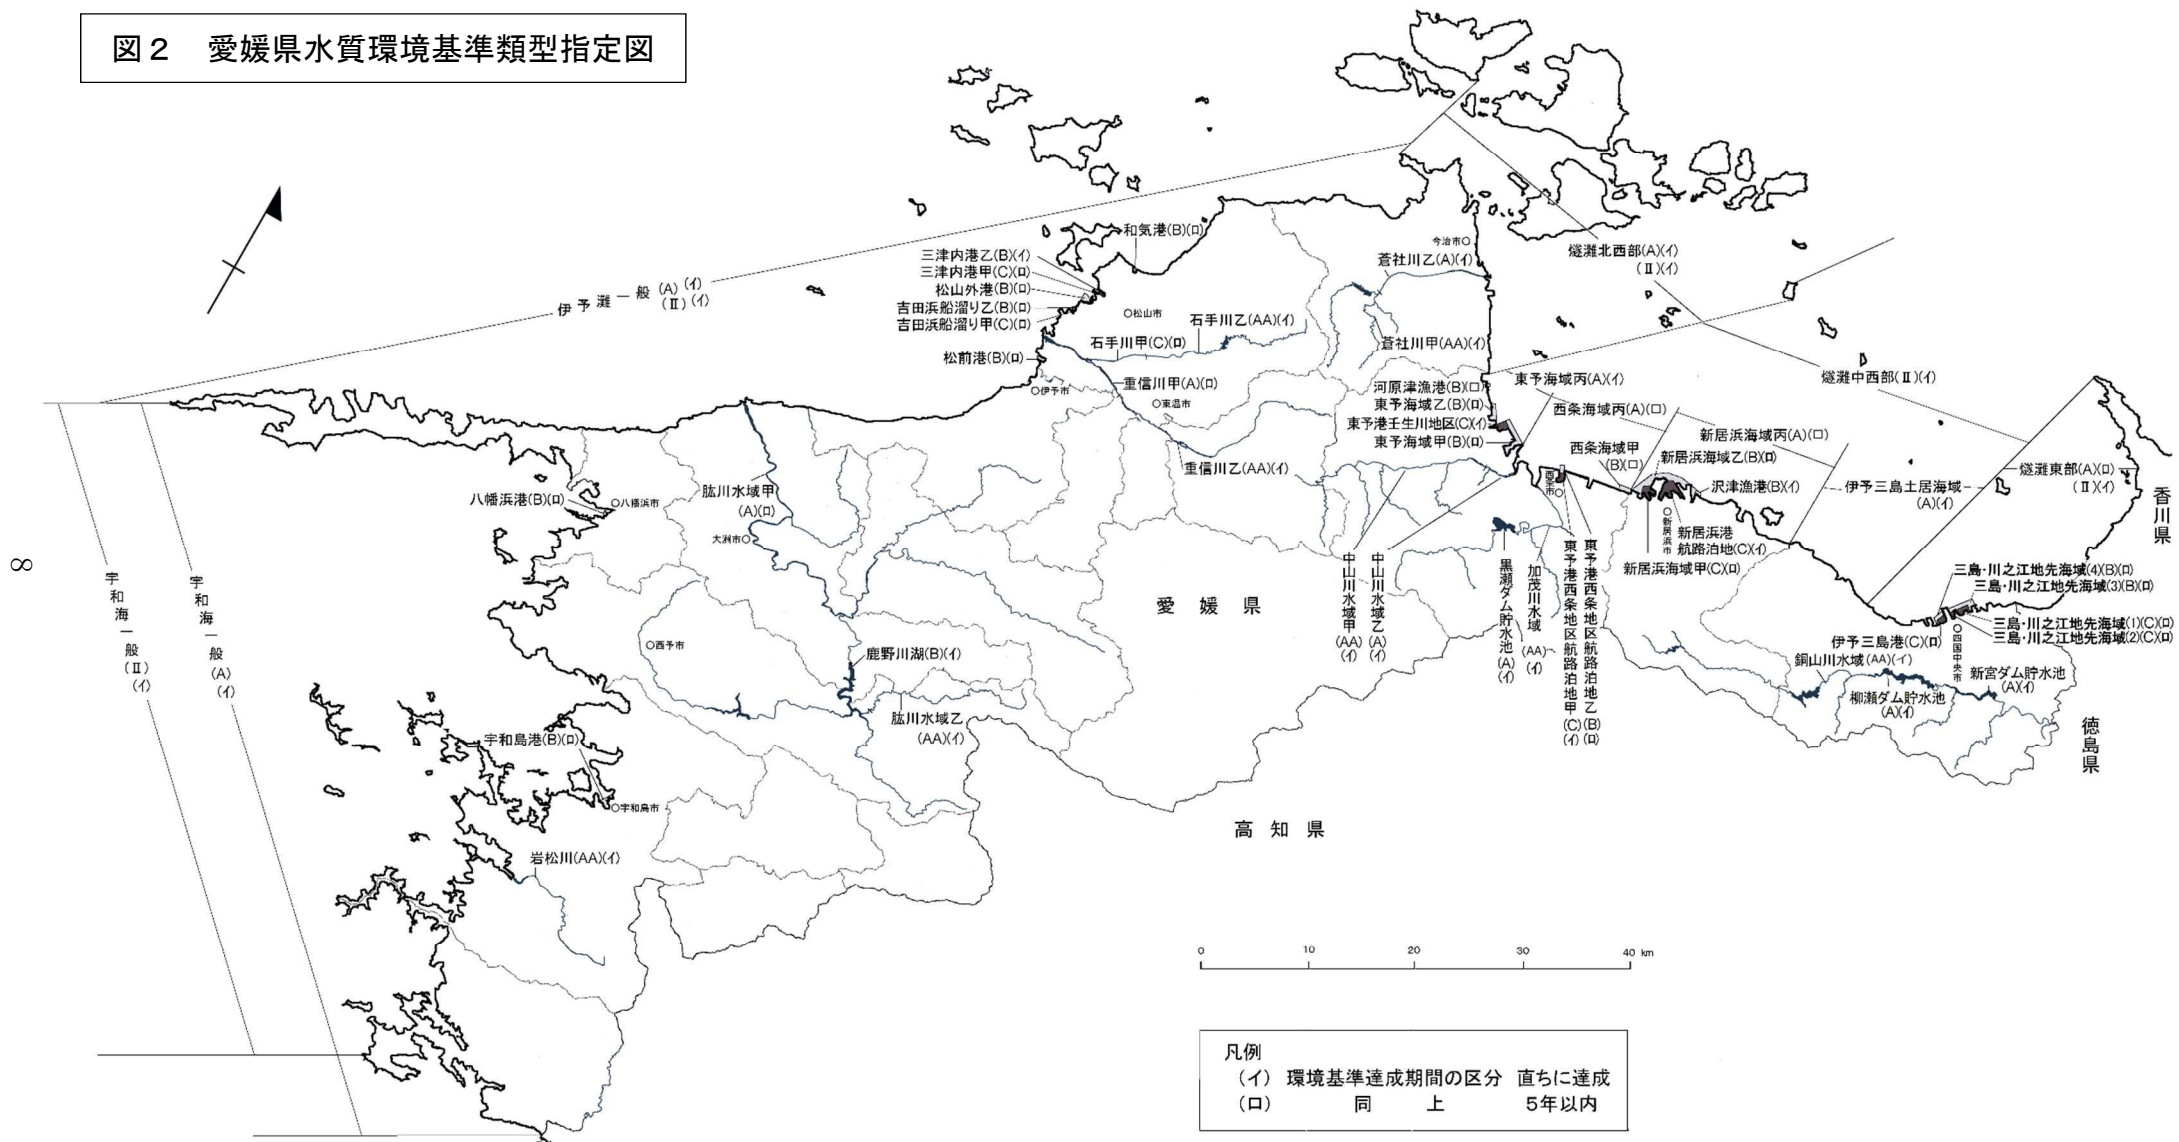 図2 愛媛県水質環境基準類型指定図
伊予灘一般(A)(イ)
(Ⅱ)(イ)
和気港(B)(ロ)
三津内港乙(B)(イ)
三津内港甲(C)(ロ)
松山外港(B)(ロ)
吉田浜船溜り乙(B)(ロ)
吉田浜船溜り甲(C)(ロ)
松前港(B)(ロ)
○松山市
石手川乙(AA)(イ)
石手川甲(C)(ロ)
重信川甲(A)(ロ)
○伊予市
○東温市
重信川乙(AA)(イ)
今治市○
蒼社川乙(A)(イ)
蒼社川甲(AA)(イ)
燧灘北西部(A)(イ)
(Ⅱ)(イ)
燧灘中西部(Ⅱ)(イ)
河原津漁港(B)(ロ)
東予海域乙(B)(ロ)
東予港壬生川地区(C)(イ)
東予海域甲(B)(ロ)
東予海域丙(A)(イ)
西条海域丙(A)(ロ)
西条海域甲
(B)(ロ)
新居浜海域丙(A)(ロ)
新居浜海域乙(B)(ロ)
沢津漁港(B)(イ)
伊予三島土居海域
(A)(イ)
燧灘東部(A)(ロ)
(Ⅱ)(イ)
香川県
西条市○
○新居浜市
新居浜港
航路泊地(C)(イ)
新居浜海域甲(C)(ロ)
三島・川之江地先海域(4)(B)(ロ)
三島・川之江地先海域(3)(B)(ロ)
三島・川之江地先海域(1)(C)(ロ)
三島・川之江地先海域(2)(C)(ロ)
伊予三島港(C)(ロ)
○四国中央市
銅山川水域(AA)(イ)
柳瀬ダム貯水池
(A)(イ)
新宮ダム貯水池
(A)(イ)
徳島県
中山川水域甲(AA)(イ)
中山川水域乙(A)(イ)
黒瀬ダム貯水池(A)(イ)
加茂川水域(AA)(イ)
東予港西条地区航路泊地甲(C)(イ)
東予港西条地区航路泊地乙(B)(ロ)
八幡浜港(B)(ロ)
○八幡浜市
肱川水域甲
(A)(ロ)
大洲市○
愛媛県
○西予市
鹿野川湖(B)(イ)
肱川水域乙
(AA)(イ)
宇和海一般(Ⅱ)(イ)
宇和海一般(A)(イ)
宇和島港(B)(ロ)
○宇和島市
高知県
岩松川(AA)(イ)
0 10 20 30 40 km
凡例
(イ) 環境基準達成期間の区分 直ちに達成
(ロ) 同 上 5年以内
8